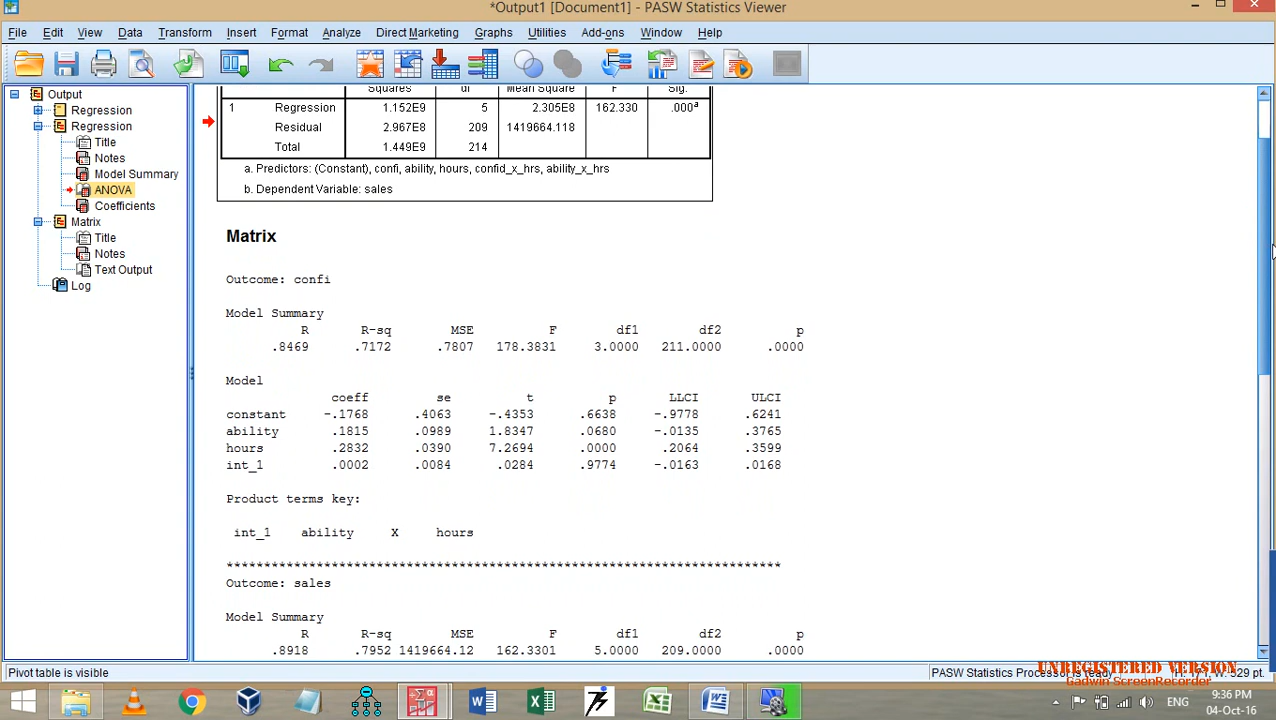 *Output1 [Document1] - PASW Statistics Viewer
File Edit View Data Transform Insert Format Analyze Direct Marketing Graphs Utilities Add-ons Window Help
Output
Regression
Regression
Title
Notes
Model Summary
ANOVA
Coefficients
Matrix
Title
Notes
Text Output
Log
Squares df Mean Square F Sig.
1 Regression 1.152E9 5 2.305E8 162.330 .000a
Residual 2.967E8 209 1419664.118
Total 1.449E9 214
a. Predictors: (Constant), confi, ability, hours, confid_x_hrs, ability_x_hrs
b. Dependent Variable: sales
Matrix
Outcome: confi
Model Summary
R R-sq MSE F df1 df2 p
.8469 .7172 .7807 178.3831 3.0000 211.0000 .0000
Model
coeff se t p LLCI ULCI
constant -.1768 .4063 -.4353 .6638 -.9778 .6241
ability .1815 .0989 1.8347 .0680 -.0135 .3765
hours .2832 .0390 7.2694 .0000 .2064 .3599
int_1 .0002 .0084 .0284 .9774 -.0163 .0168
Product terms key:
int_1 ability X hours
**************************************************************************
Outcome: sales
Model Summary
R R-sq MSE F df1 df2 p
.8918 .7952 1419664.12 162.3301 5.0000 209.0000 .0000
Pivot table is visible
PASW Statistics Processor is ready
UNREGISTERED VERSION
Gadwin ScreenRecorder
ENG
9:36 PM
04-Oct-16